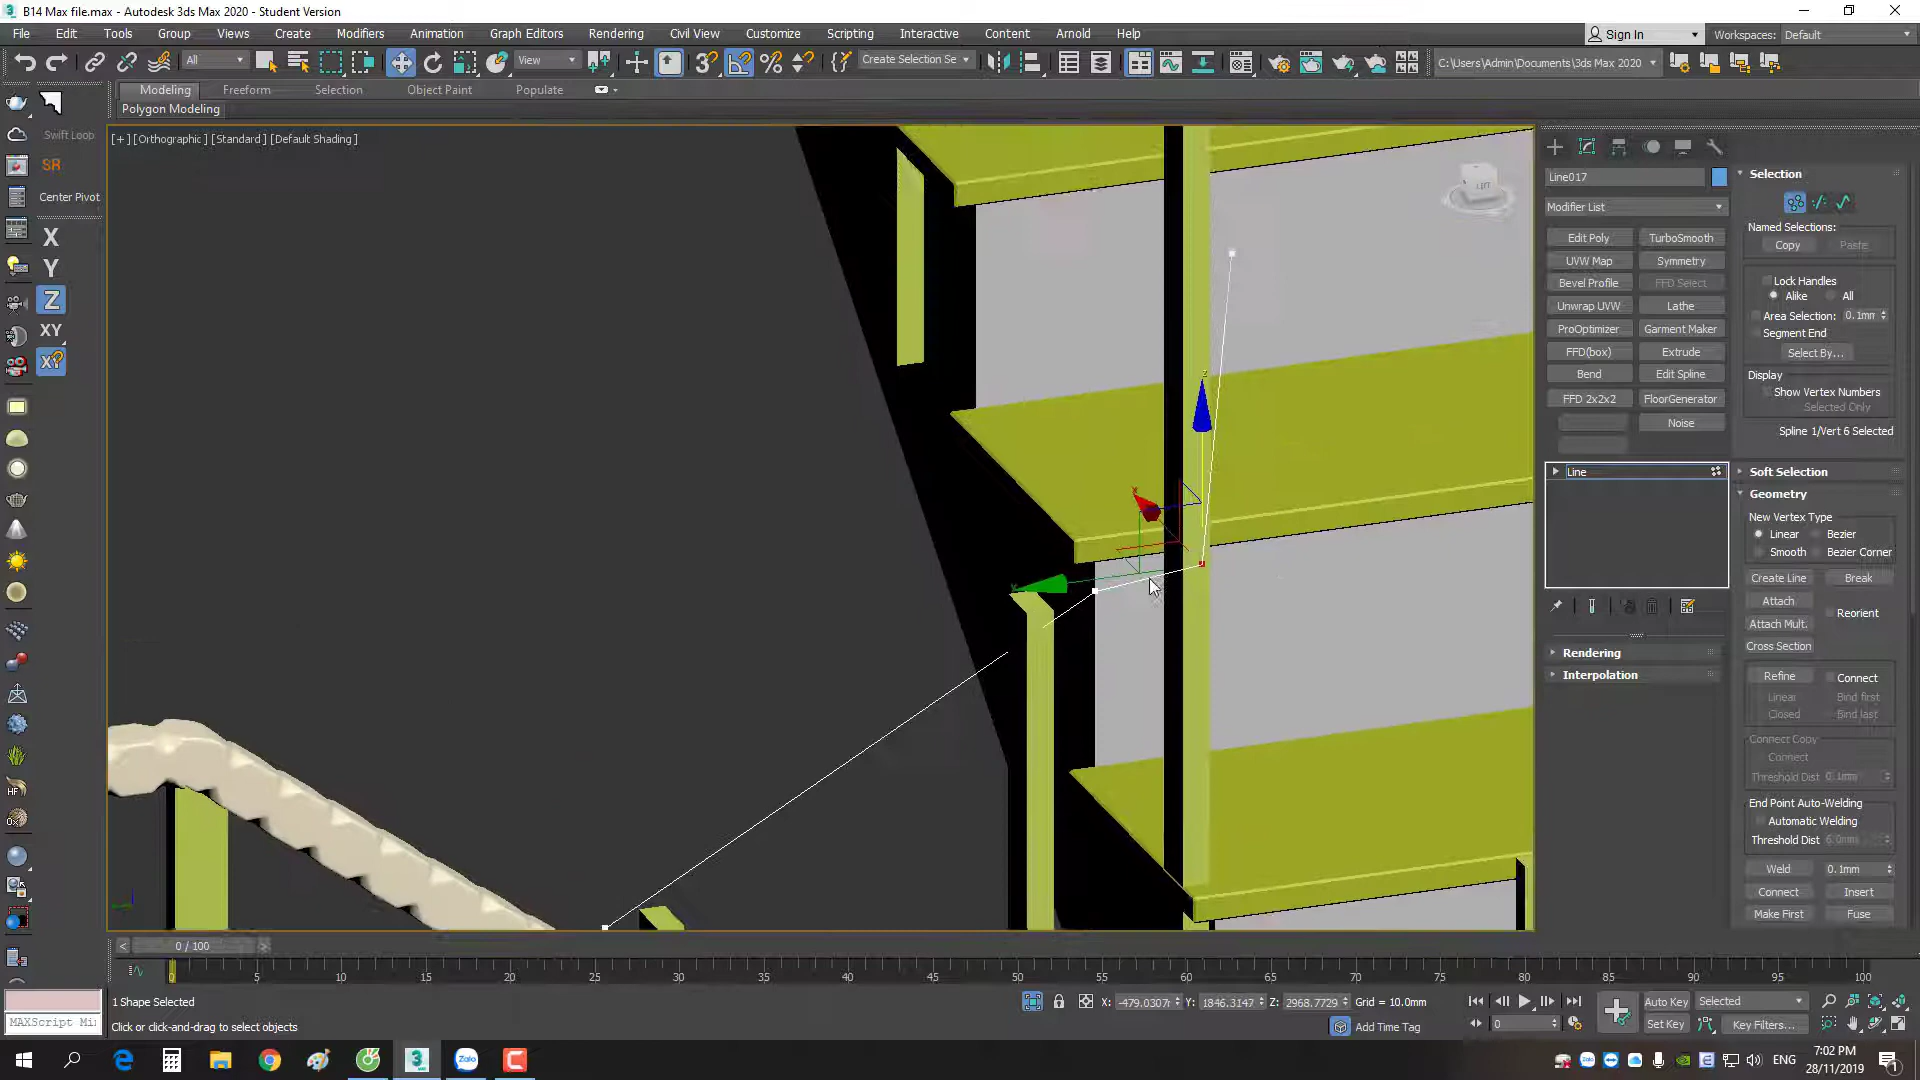 B14 Max file.max - Autodesk 3ds Max 2020 - Student Version
File Edit Tools Group Views Create Modifiers Animation Graph Editors Rendering Civil View Customize Scripting Interactive Content Arnold Help
Sign In Workspaces: Default
All View Create Selection Se C:\Users\Admin\Documents\3ds Max 2020
Modeling Freeform Selection Object Paint Populate
Polygon Modeling
Swift Loop
SR
Center Pivot
X
Y
Z
XY
XY
HF
[+] [Orthographic] [Standard] [Default Shading]
LEFT
Line017
Modifier List
Edit Poly TurboSmooth
UVW Map Symmetry
Bevel Profile FFD Select
Unwrap UVW Lathe
ProOptimizer Garment Maker
FFD(box) Extrude
Bend Edit Spline
FFD 2x2x2 FloorGenerator
Noise
Line
Rendering
Interpolation
Selection
Named Selections:
Copy Paste
Lock Handles
Alike All
Area Selection: 0.1mm
Segment End
Select By...
Display
Show Vertex Numbers
Selected Only
Spline 1/Vert 6 Selected
Soft Selection
Geometry
New Vertex Type
Linear Bezier
Smooth Bezier Corner
Create Line Break
Attach Reorient
Attach Mult.
Cross Section
Refine Connect
Linear Bind first
Closed Bind last
Connect Copy
Connect
Threshold Dist 0.1mm
End Point Auto-Welding
Automatic Welding
Threshold Dist 6.0mm
Weld 0.1mm
Connect Insert
Make First Fuse
0 / 100
0 5 10 15 20 25 30 35 40 45 50 55 60 65 70 75 80 85 90 95 100
1 Shape Selected X: -479.0307 Y: 1846.3147 Z: 2968.7729 Grid = 10.0mm Auto Key Selected
MAXScript Mi Click or click-and-drag to select objects Add Time Tag 0 Set Key Key Filters...
Zalo ENG 7:02 PM
28/11/2019